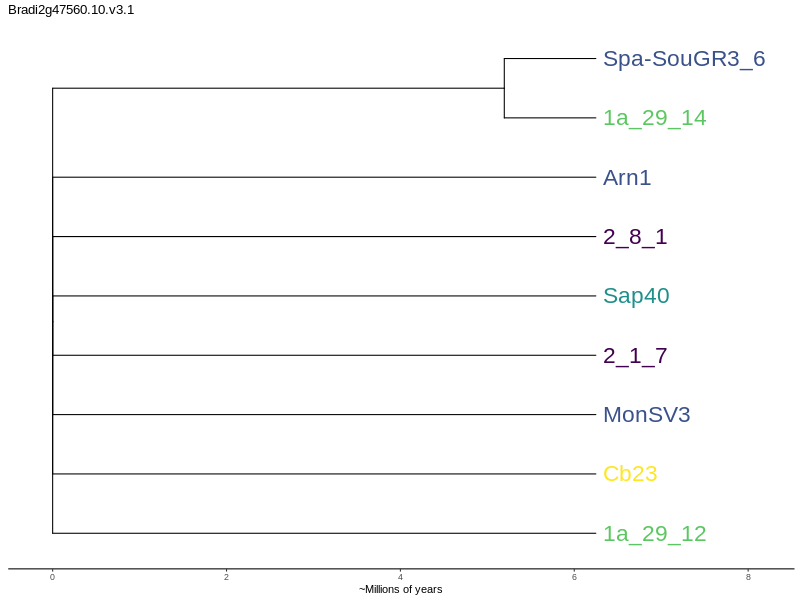 Bradi2g47560.10.v3.1
Spa-SouGR3_6
1a_29_14
Arn1
2_8_1
Sap40
2_1_7
MonSV3
Cb23
1a_29_12
0 2 4 6 8
~Millions of years